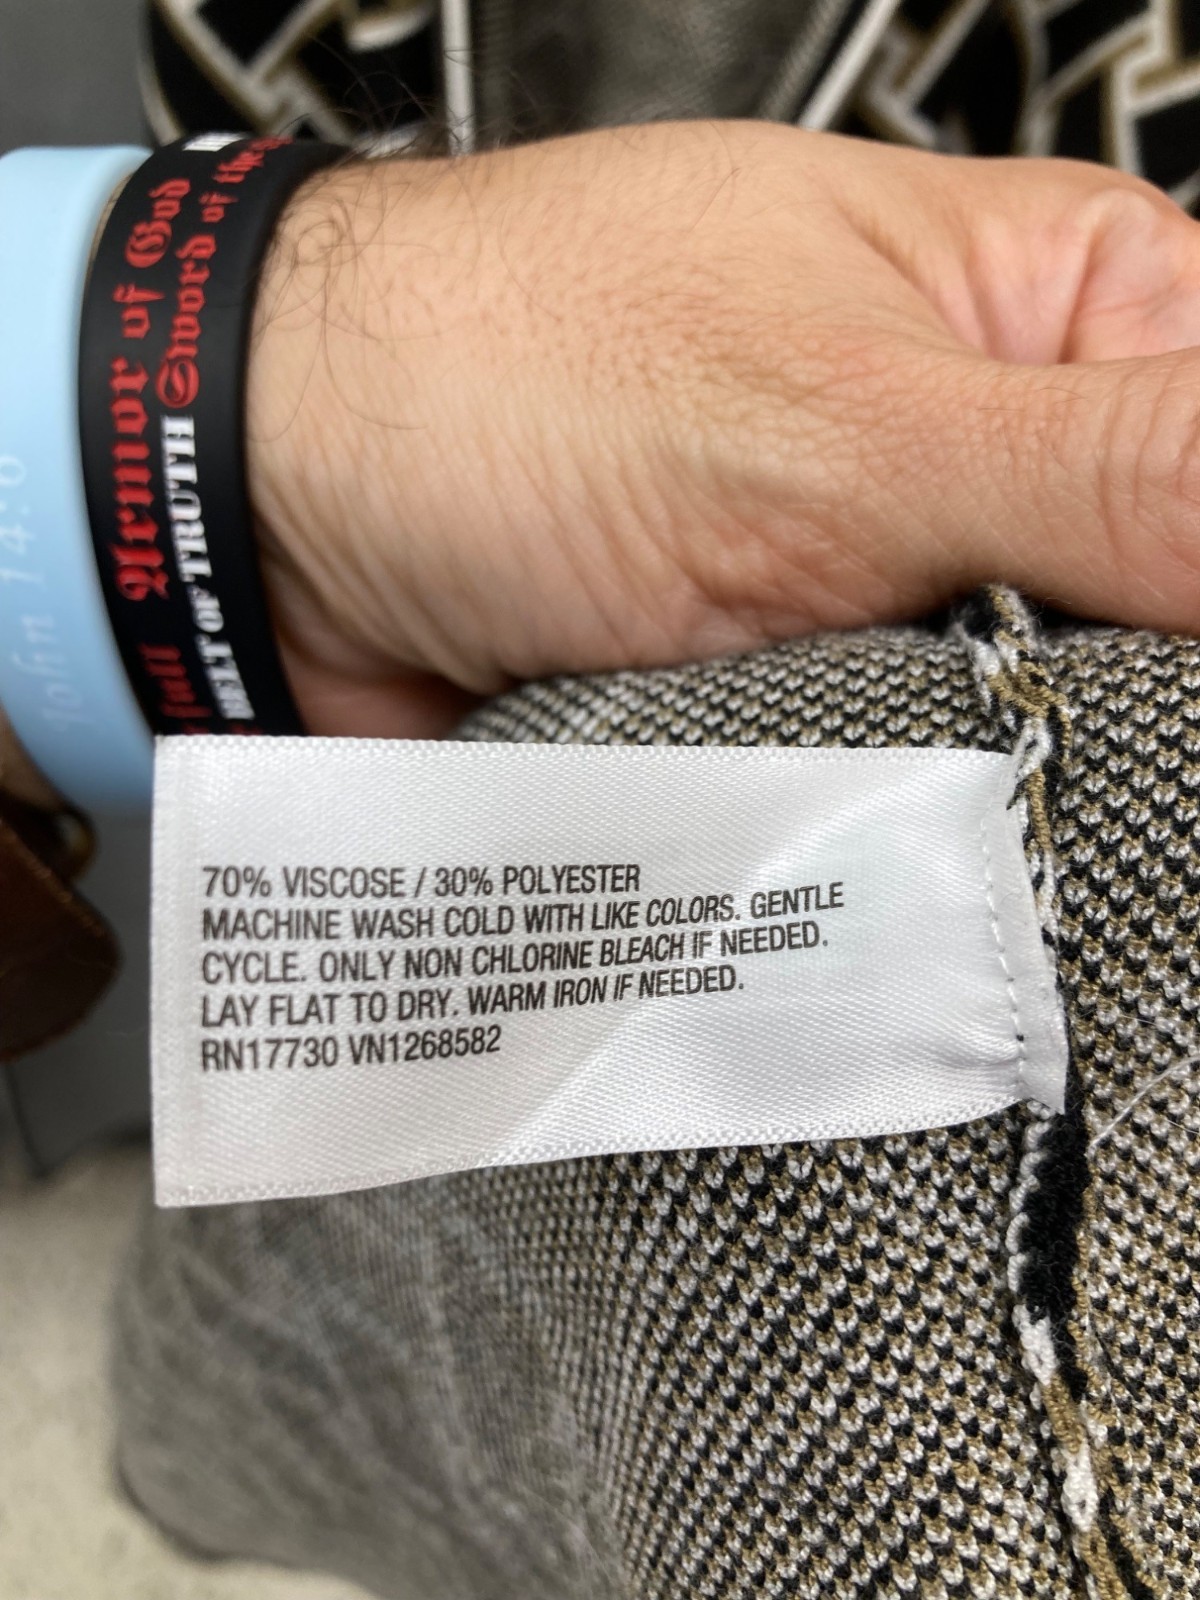 John 14:6
Armor of God
Sword of the
full
BELT OF TRUTH
70% VISCOSE / 30% POLYESTER
MACHINE WASH COLD WITH LIKE COLORS. GENTLE
CYCLE. ONLY NON CHLORINE BLEACH IF NEEDED.
LAY FLAT TO DRY. WARM IRON IF NEEDED.
RN17730 VN1268582